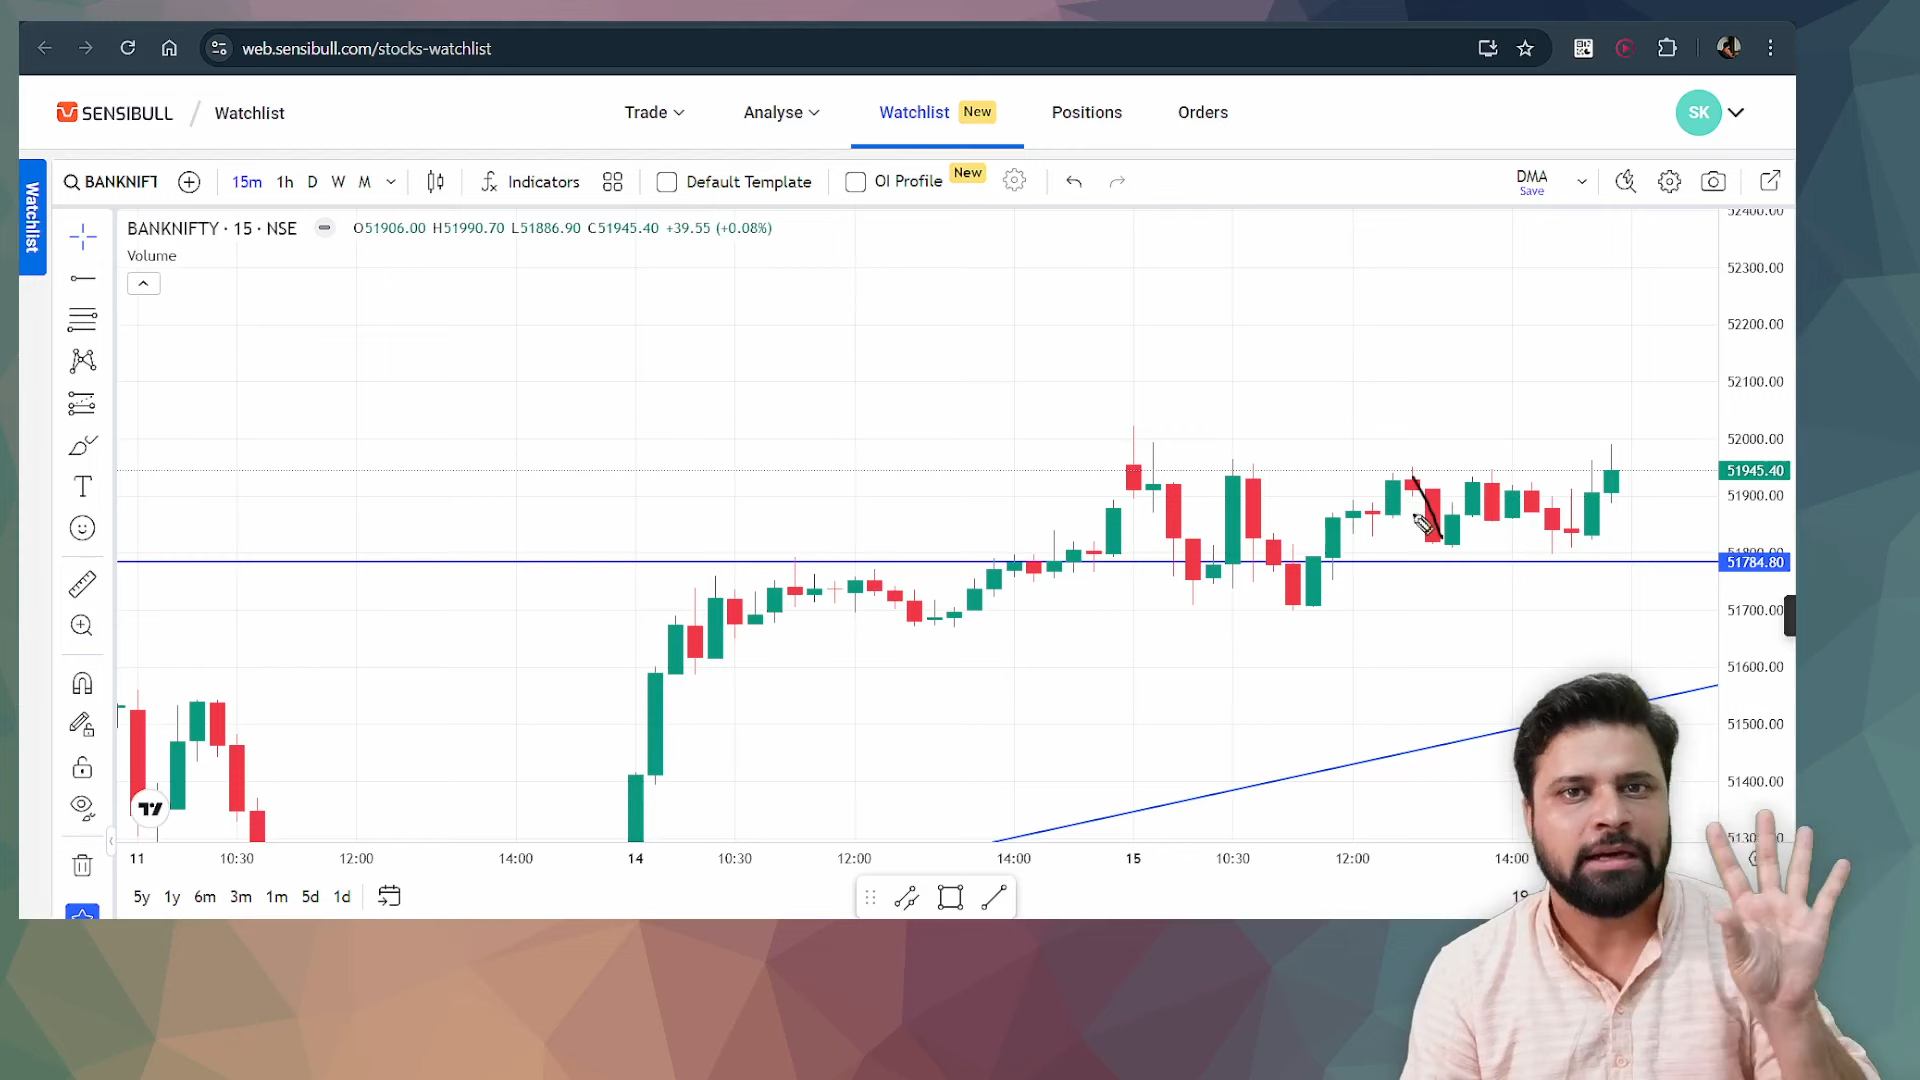 web.sensibull.com/stocks-watchlist
SENSIBULL / Watchlist
Trade
Analyse
Watchlist New
Positions
Orders
SK
Watchlist
BANKNIFT
15m 1h D W M
Indicators
Default Template
OI Profile New
DMA
Save
BANKNIFTY · 15 · NSE
O51906.00 H51990.70 L51886.90 C51945.40 +39.55 (+0.08%)
Volume
52400.00
52300.00
52200.00
52100.00
52000.00
51945.40
51900.00
51800.00
51784.80
51700.00
51600.00
51500.00
51400.00
11 10:30 12:00 14:00 14 10:30 12:00 14:00 15 10:30 12:00 14:00
5y 1y 6m 3m 1m 5d 1d